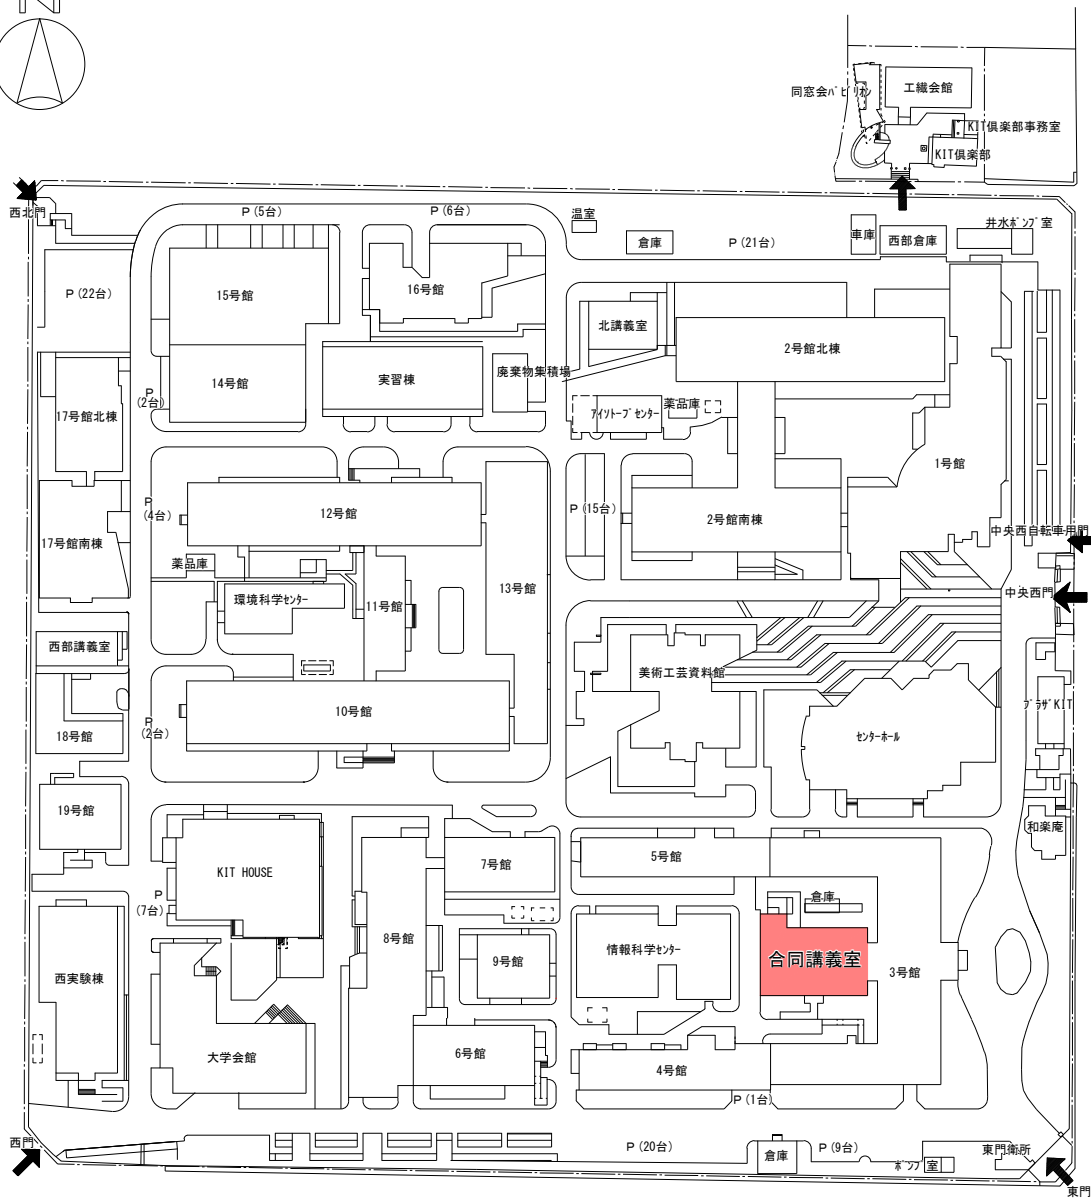 N
同窓会パビリオン
工繊会館
KIT倶楽部事務室
KIT倶楽部
西北門
P (5台)
P (6台)
温室
倉庫
P (21台)
車庫
西部倉庫
井水ポンプ室
P (22台)
15号館
16号館
北講義室
2号館北棟
14号館
実習棟
廃棄物集積場
P
(2台)
17号館北棟
アイソトープセンター
薬品庫
1号館
P
(4台)
12号館
P (15台)
2号館南棟
中央西自転車用門
17号館南棟
薬品庫
環境科学センター
11号館
13号館
中央西門
西部講義室
美術工芸資料館
プラザKIT
18号館
P
(2台)
10号館
センターホール
19号館
和楽庵
KIT HOUSE
7号館
5号館
P
(7台)
倉庫
8号館
9号館
情報科学センター
合同講義室
3号館
西実験棟
大学会館
6号館
4号館
P (1台)
西門
P (20台)
倉庫
P (9台)
ポンプ室
東門衛所
東門